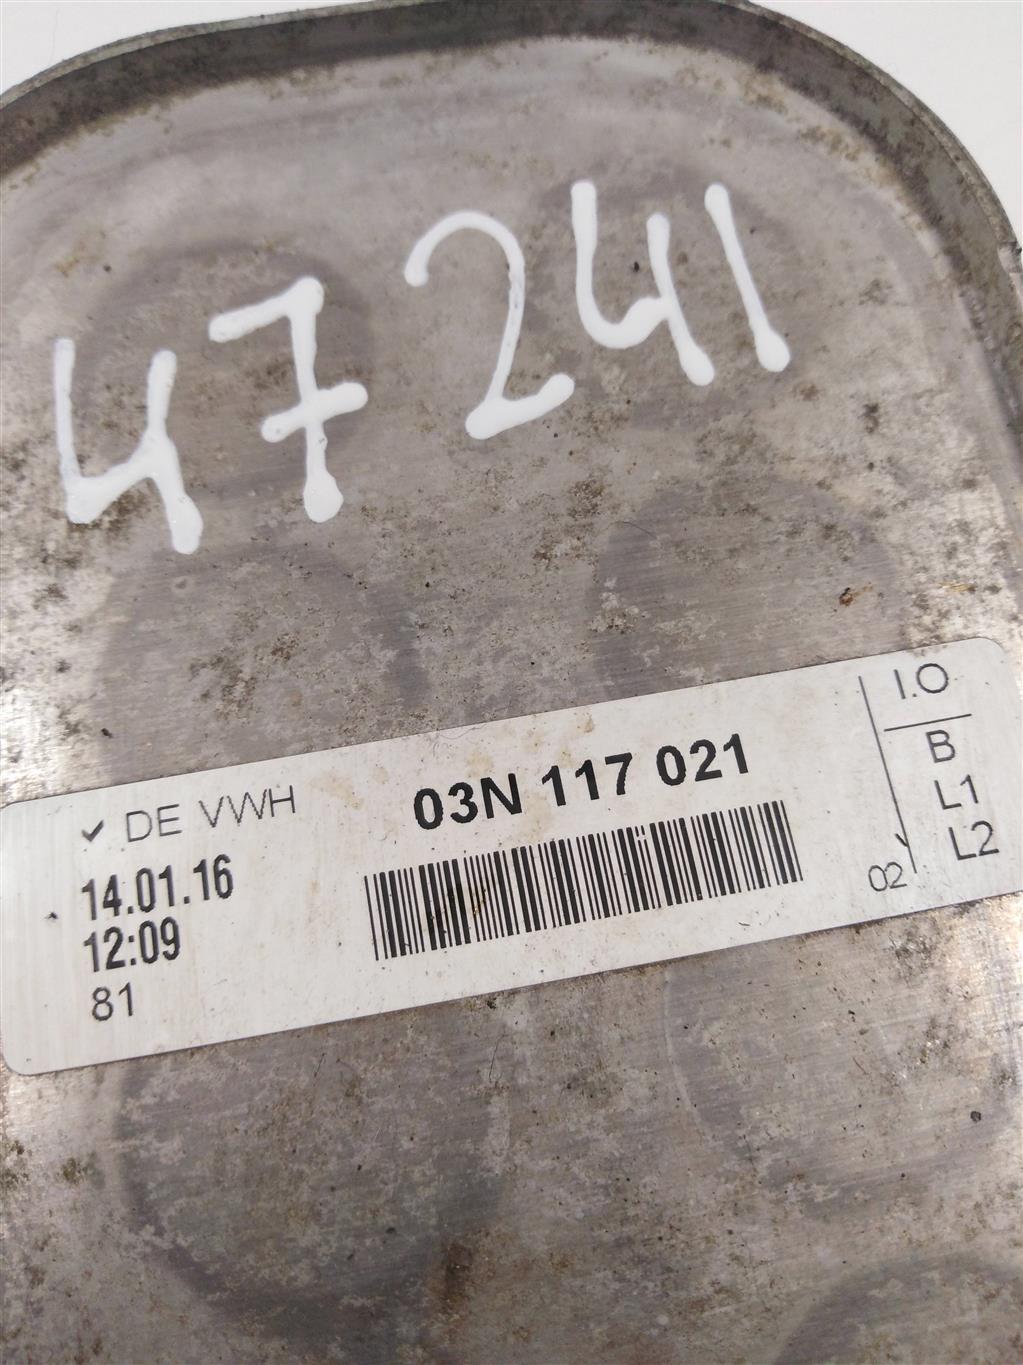 47241
✓ DE VWH
03N 117 021
14.01.16
12:09
81
I.O
B
L1
L2
02